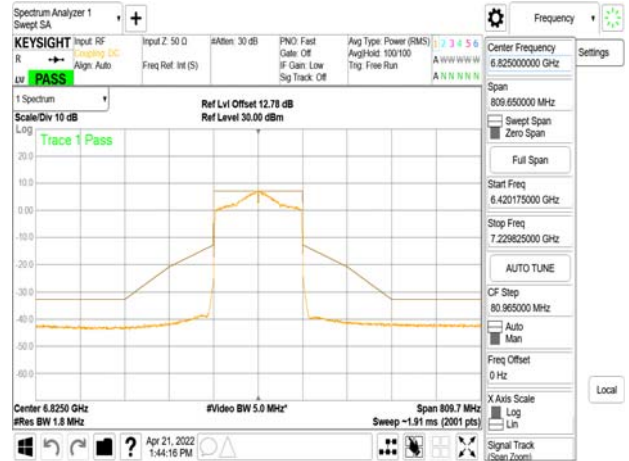 Spectrum Analyzer 1
Swept SA
+
Frequency
Settings
KEYSIGHT
R
LV PASS
Input: RF
Coupling: DC
Align: Auto
Input Z: 50 Ω
Freq Ref: Int (S)
#Atten: 30 dB
PNO: Fast
Gate: Off
IF Gain: Low
Sig Track: Off
Avg Type: Power (RMS)
Avg|Hold: 100/100
Trig: Free Run
1 2 3 4 5 6
A W W W W W
A N N N N N
1 Spectrum
Scale/Div 10 dB
Ref Lvl Offset 12.78 dB
Ref Level 30.00 dBm
Log
Trace 1 Pass
20.0
10.0
0.00
-10.0
-20.0
-30.0
-40.0
-50.0
-60.0
Center 6.8250 GHz
#Res BW 1.8 MHz
#Video BW 5.0 MHz*
Span 809.7 MHz
Sweep ~1.91 ms (2001 pts)
Center Frequency
6.825000000 GHz
Span
809.650000 MHz
Swept Span
Zero Span
Full Span
Start Freq
6.420175000 GHz
Stop Freq
7.229825000 GHz
AUTO TUNE
CF Step
80.965000 MHz
Auto
Man
Freq Offset
0 Hz
X Axis Scale
Log
Lin
Signal Track
(Span Zoom)
Local
?
Apr 21, 2022
1:44:16 PM